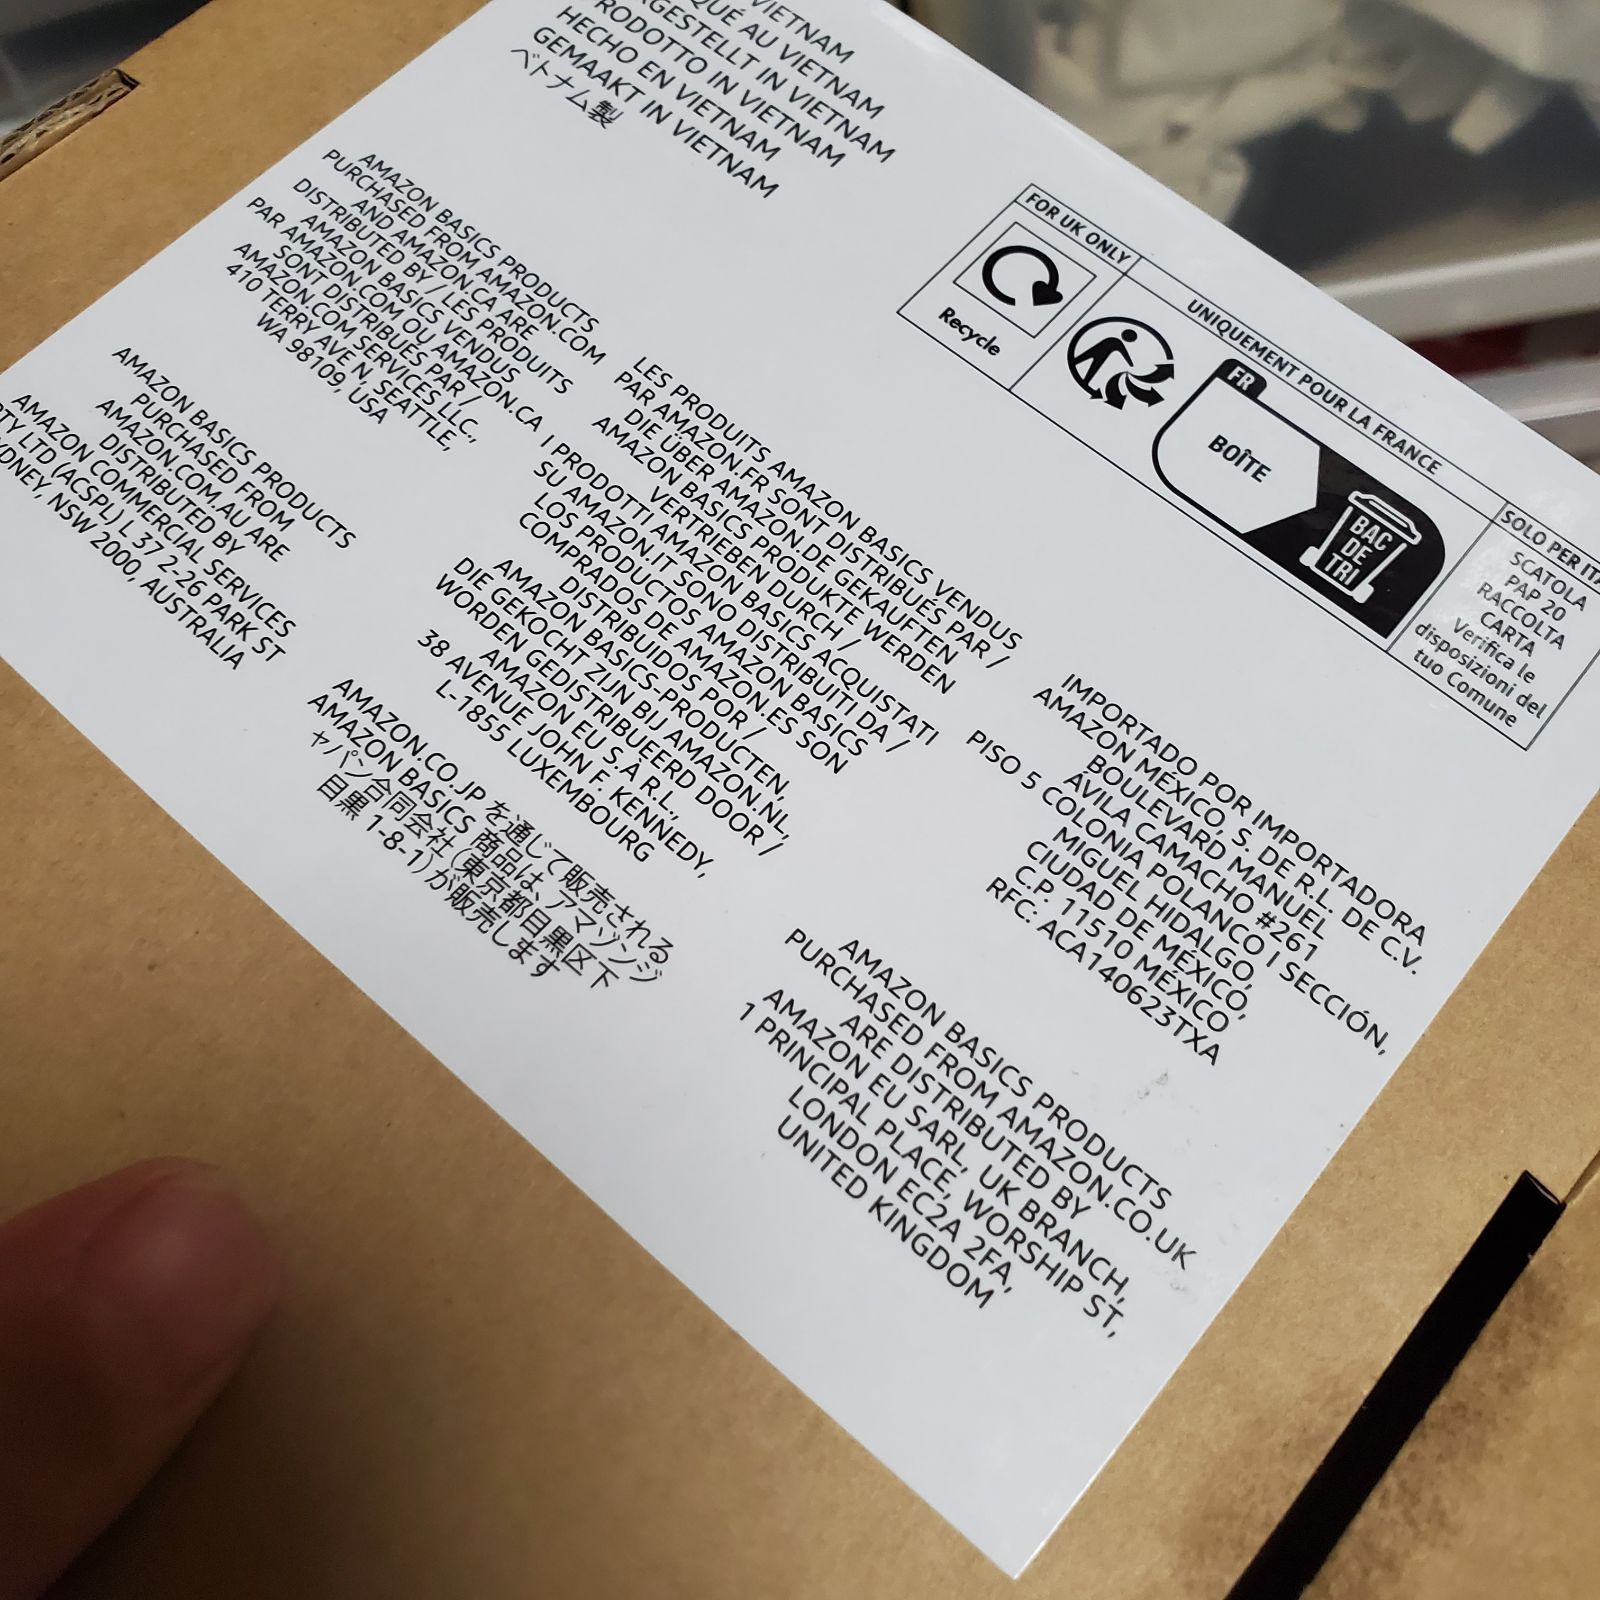 VIETNAM
QUÉ AU VIETNAM
RGESTELLT IN VIETNAM
RODOTTO IN VIETNAM
HECHO EN VIETNAM
GEMAAKT IN VIETNAM
ベトナム製
AMAZON BASICS PRODUCTS
PURCHASED FROM AMAZON.COM
AND AMAZON.CA ARE
DISTRIBUTED BY / LES PRODUITS
AMAZON BASICS VENDUS
PAR AMAZON.COM OU AMAZON.CA
SONT DISTRIBUÉS PAR /
AMAZON.COM SERVICES LLC.,
410 TERRY AVE N, SEATTLE,
WA 98109, USA
AMAZON BASICS PRODUCTS
PURCHASED FROM
AMAZON.COM.AU ARE
DISTRIBUTED BY
AMAZON COMMERCIAL SERVICES
PTY LTD (ACSPL) L 37 2-26 PARK ST
YDNEY, NSW 2000, AUSTRALIA
LES PRODUITS AMAZON BASICS VENDUS
PAR AMAZON.FR SONT DISTRIBUÉS PAR /
DIE ÜBER AMAZON.DE GEKAUFTEN
AMAZON BASICS PRODUKTE WERDEN
VERTRIEBEN DURCH /
I PRODOTTI AMAZON BASICS ACQUISTATI
SU AMAZON.IT SONO DISTRIBUITI DA /
LOS PRODUCTOS AMAZON BASICS
COMPRADOS DE AMAZON.ES SON
DISTRIBUIDOS POR /
AMAZON BASICS-PRODUCTEN,
DIE GEKOCHT ZIJN BIJ AMAZON.NL,
WORDEN GEDISTRIBUEERD DOOR /
AMAZON EU S.À R.L.,
38 AVENUE JOHN F. KENNEDY,
L-1855 LUXEMBOURG
AMAZON.CO.JP を通じて販売される
AMAZON BASICS 商品は、アマゾンジ
ャパン合同会社（東京都目黒区下
目黒 1-8-1）が販売します
FOR UK ONLY
Recycle
UNIQUEMENT POUR LA FRANCE
FR
BOÎTE
BAC
DE
TRI
SOLO PER ITA
SCATOLA
PAP 20
RACCOLTA
CARTA
Verifica le
disposizioni del
tuo Comune
IMPORTADO POR IMPORTADORA
AMAZON MÉXICO, S. DE R.L. DE C.V.
BOULEVARD MANUEL
ÁVILA CAMACHO #261
PISO 5 COLONIA POLANCO I SECCIÓN,
MIGUEL HIDALGO,
CIUDAD DE MÉXICO,
C.P. 11510 MÉXICO
RFC: ACA140623TXA
AMAZON BASICS PRODUCTS
PURCHASED FROM AMAZON.CO.UK
ARE DISTRIBUTED BY
AMAZON EU SARL, UK BRANCH,
1 PRINCIPAL PLACE, WORSHIP ST,
LONDON EC2A 2FA,
UNITED KINGDOM